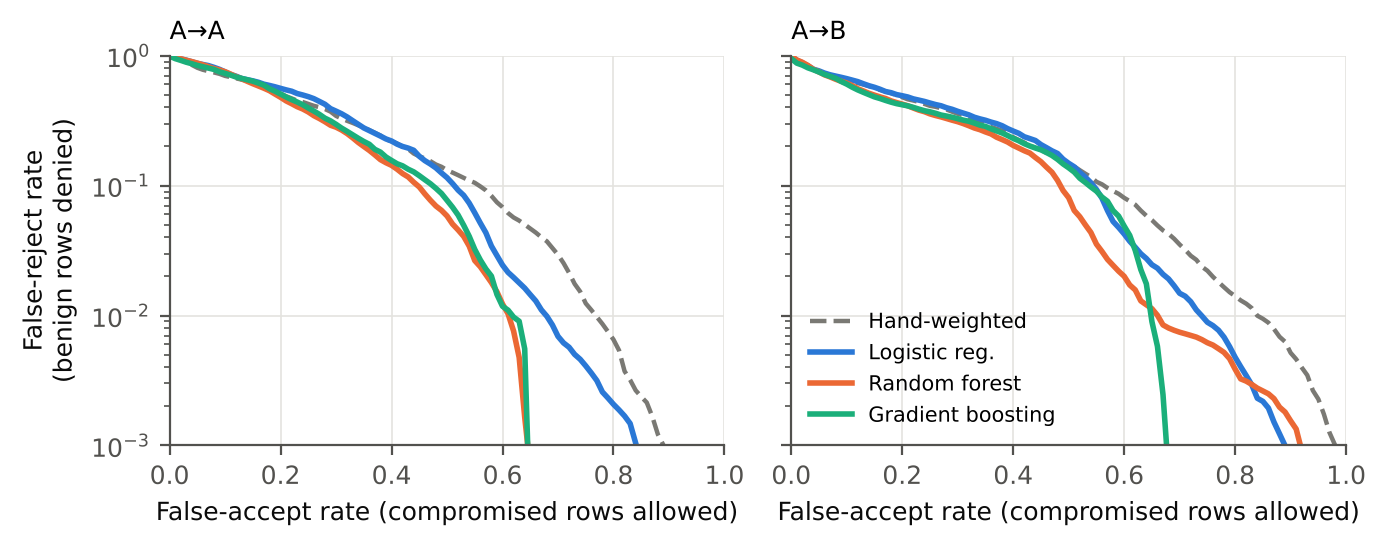 A→A
A→B
False-reject rate
(benign rows denied)
10⁰
10⁻¹
10⁻²
10⁻³
0.0 0.2 0.4 0.6 0.8 1.0
False-accept rate (compromised rows allowed)
Hand-weighted
Logistic reg.
Random forest
Gradient boosting
0.0 0.2 0.4 0.6 0.8 1.0
False-accept rate (compromised rows allowed)